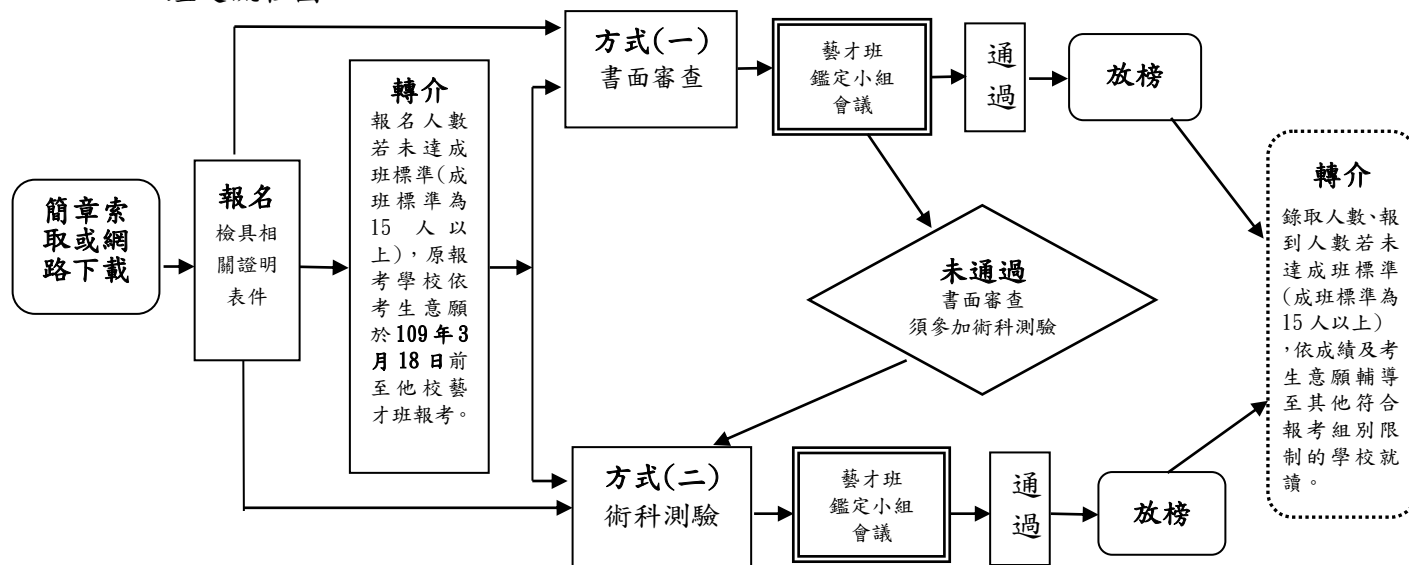 簡章索
取或網
路下載
報名
檢具相
關證明
表件
轉介
報名人數
若未達成
班標準(成
班標準為
15 人以
上)，原報
考學校依
考生意願
於109年3
月18日前
至他校藝
才班報考。
方式(一)
書面審查
藝才班
鑑定小組
會議
通
過
放榜
未通過
書面審查
須參加術科測驗
方式(二)
術科測驗
藝才班
鑑定小組
會議
通
過
放榜
轉介
錄取人數、報
到人數若未
達成班標準
(成班標準為
15人以上)
，依成績及考
生意願輔導
至其他符合
報考組別限
制的學校就
讀。